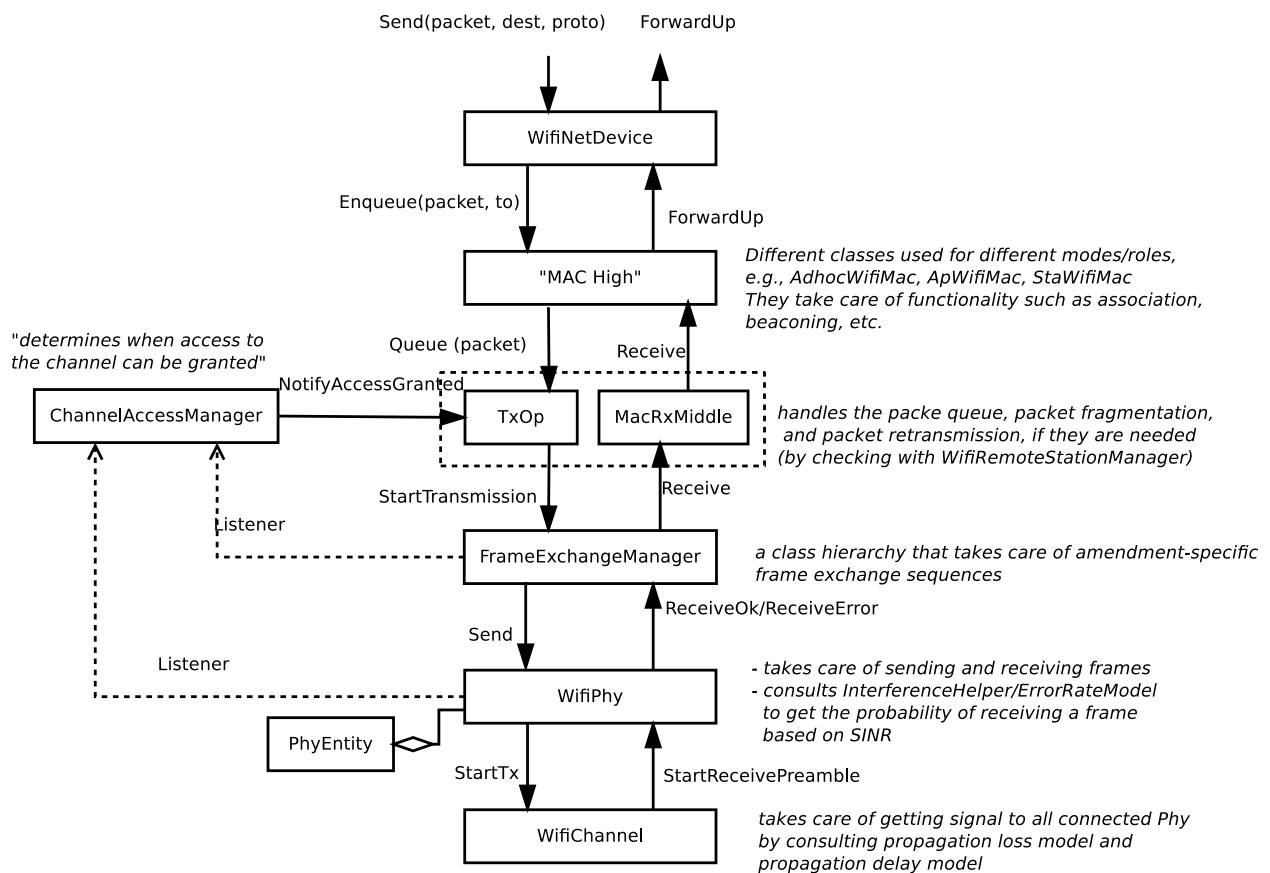 Send(packet, dest, proto)
ForwardUp
WifiNetDevice
Enqueue(packet, to)
ForwardUp
"MAC High"
Different classes used for different modes/roles,
e.g., AdhocWifiMac, ApWifiMac, StaWifiMac
They take care of functionality such as association,
beaconing, etc.
"determines when access to
the channel can be granted"
Queue (packet)
Receive
NotifyAccessGranted
ChannelAccessManager
TxOp
MacRxMiddle
handles the packe queue, packet fragmentation,
and packet retransmission, if they are needed
(by checking with WifiRemoteStationManager)
StartTransmission
Receive
Listener
FrameExchangeManager
a class hierarchy that takes care of amendment-specific
frame exchange sequences
ReceiveOk/ReceiveError
Send
Listener
WifiPhy
- takes care of sending and receiving frames
- consults InterferenceHelper/ErrorRateModel
to get the probability of receiving a frame
based on SINR
PhyEntity
StartTx
StartReceivePreamble
WifiChannel
takes care of getting signal to all connected Phy
by consulting propagation loss model and
propagation delay model